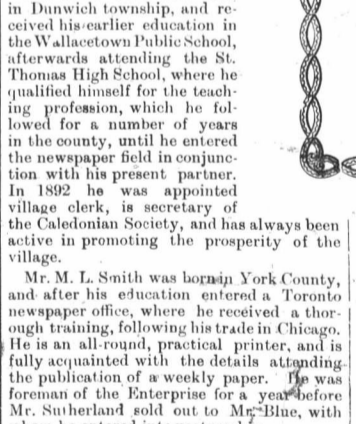 in Dunwich township, and re-
ceived his earlier education in
the Wallacetown Public School,
afterwards attending the St.
Thomas High School, where he
qualified himself for the teach-
ing profession, which he fol-
lowed for a number of years
in the county, until he entered
the newspaper field in conjunc-
tion with his present partner.
In 1892 he was appointed
village clerk, is secretary of
the Caledonian Society, and has always been
active in promoting the prosperity of the
village.
Mr. M. L. Smith was born in York County,
and after his education entered a Toronto
newspaper office, where he received a thor-
ough training, following his trade in Chicago.
He is an all-round, practical printer, and is
fully acquainted with the details attending
the publication of a weekly paper. He was
foreman of the Enterprise for a year before
Mr. Sutherland sold out to Mr. Blue, with